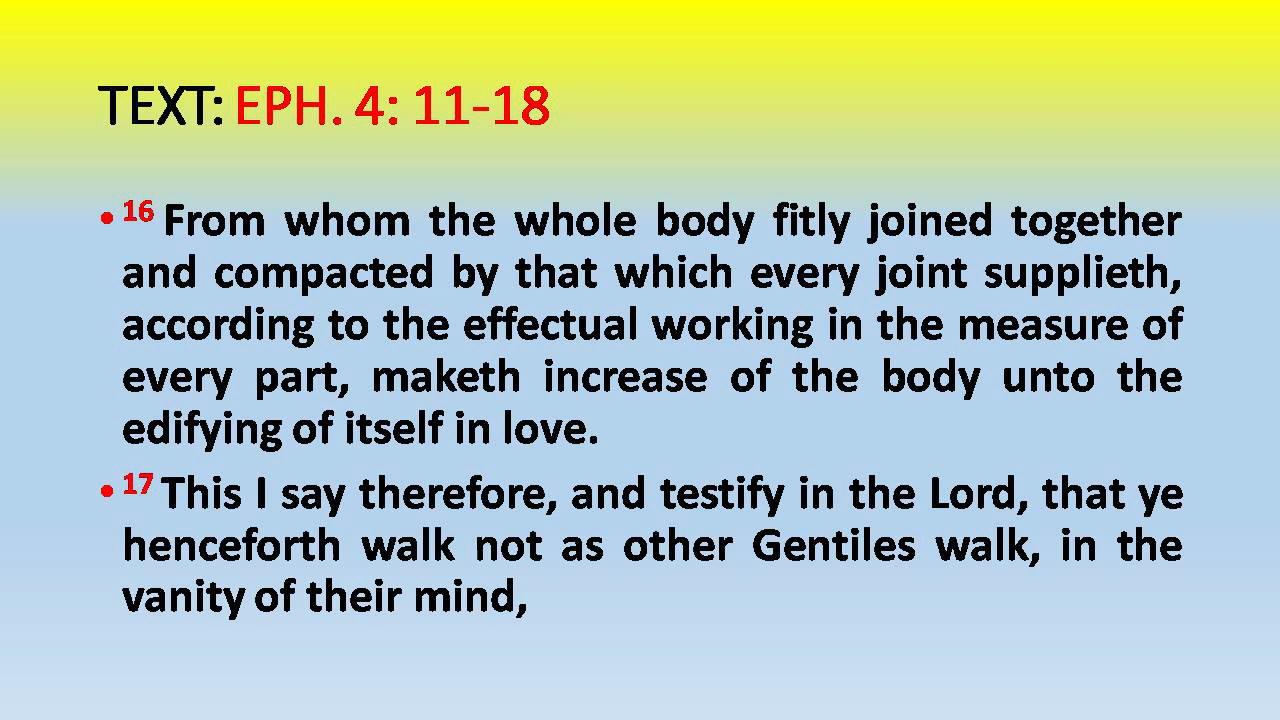 TEXT: EPH. 4: 11-18
• 16 From whom the whole body fitly joined together
and compacted by that which every joint supplieth,
according to the effectual working in the measure of
every part, maketh increase of the body unto the
edifying of itself in love.
• 17 This I say therefore, and testify in the Lord, that ye
henceforth walk not as other Gentiles walk, in the
vanity of their mind,